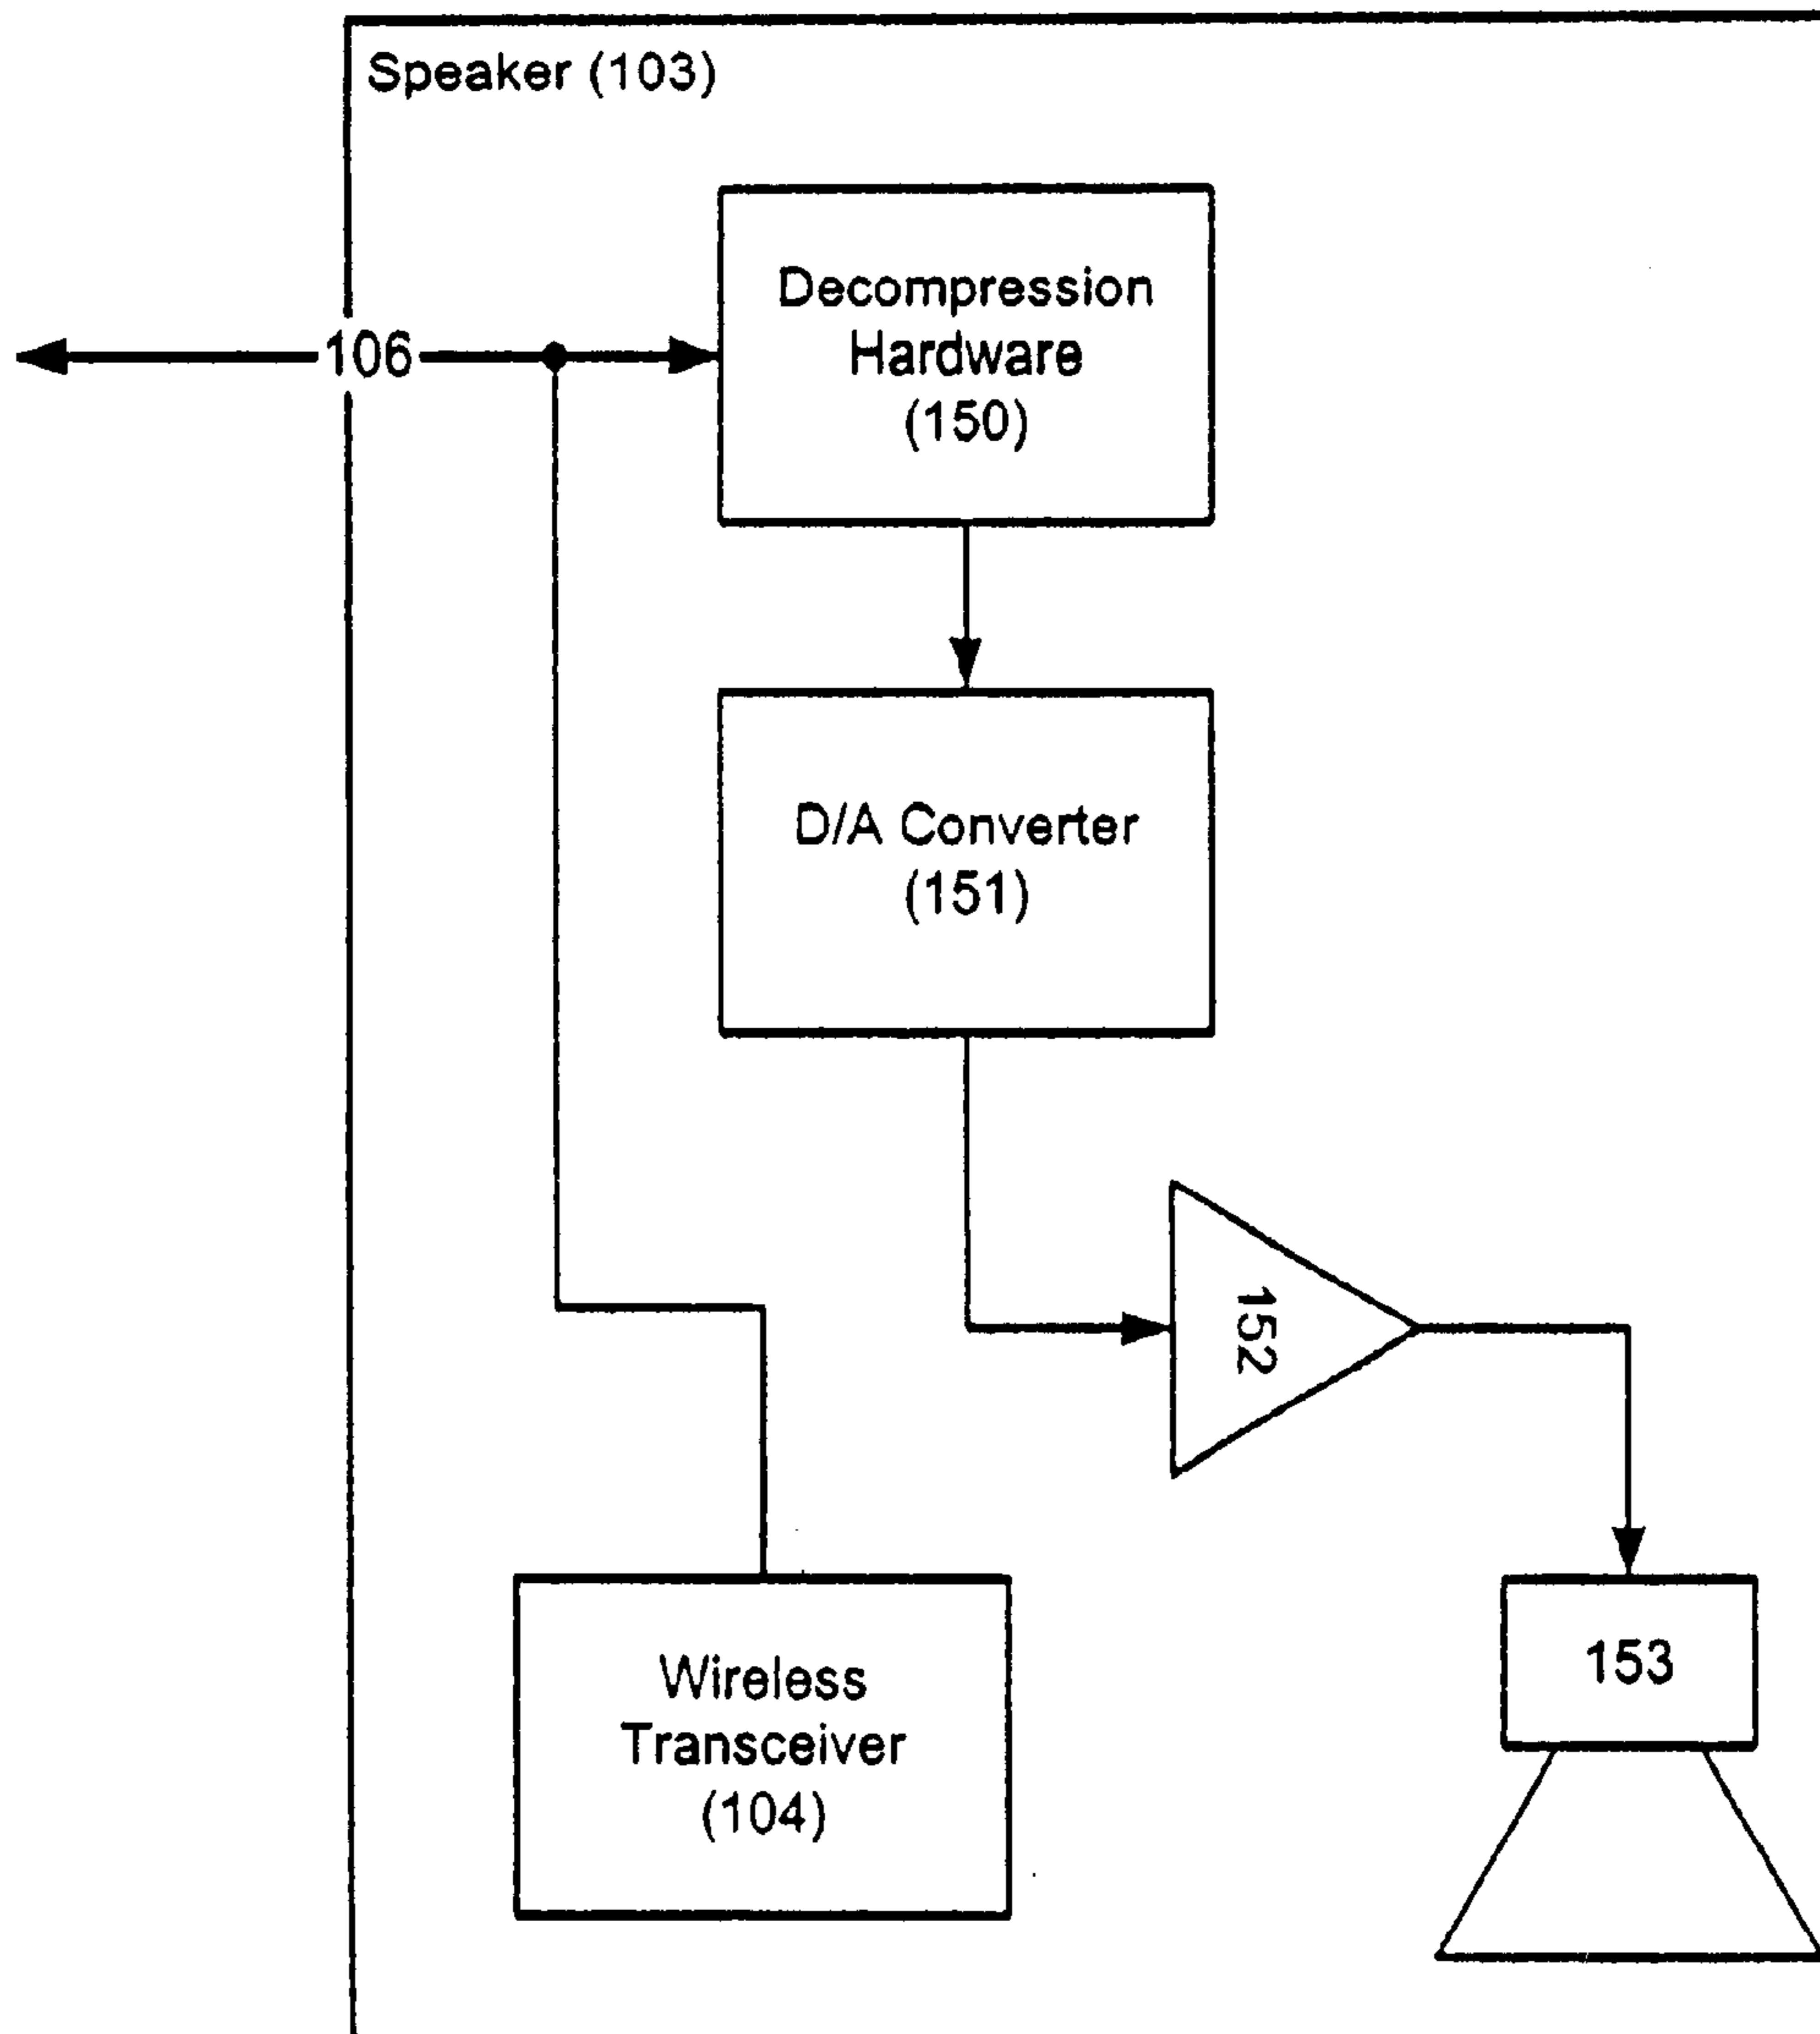 Speaker (103)
Decompression
Hardware
(150)
106
D/A Converter
(151)
152
153
Wireless
Transceiver
(104)